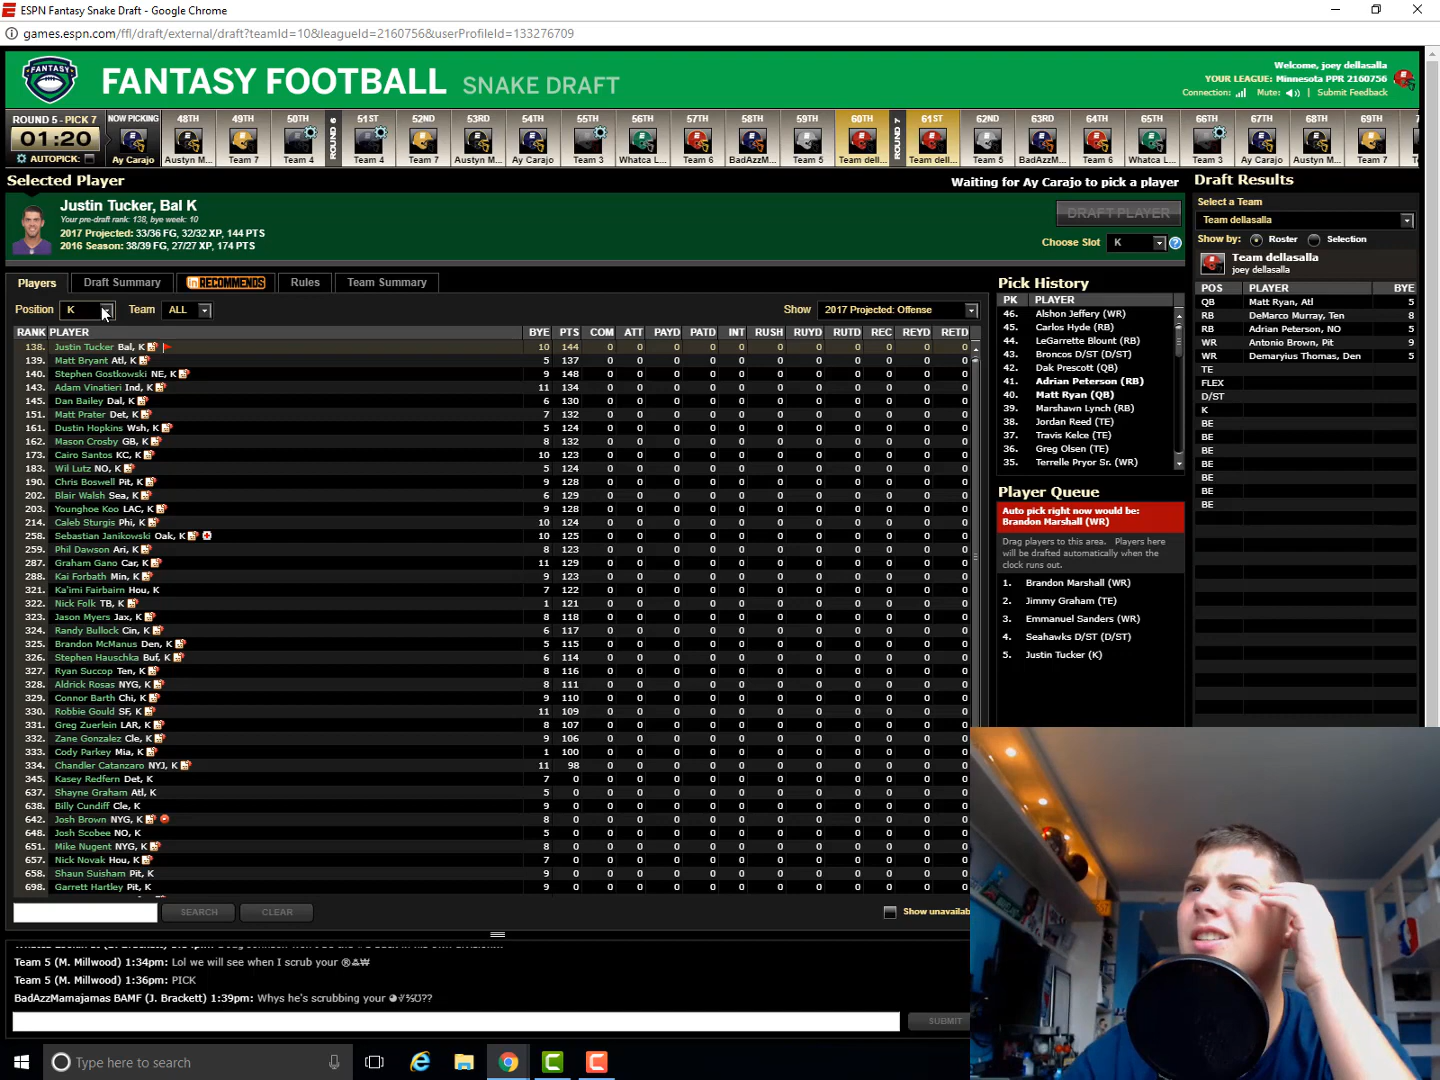 ESPN Fantasy Snake Draft - Google Chrome
games.espn.com/ffl/draft/external/draft?teamId=10&leagueId=2160756&userProfileId=133276709
FANTASY FOOTBALL SNAKE DRAFT
Welcome, joey dellasalla
YOUR LEAGUE: Minnesota PPR 2160756
Connection: Mute: Submit Feedback
ROUND 5 - PICK 7
01:20
AUTOPICK:
NOW PICKING Ay Carajo
48TH Austyn M...
49TH Team 7
50TH Team 4
ROUND 6
51ST Team 4
52ND Team 7
53RD Austyn M...
54TH Ay Carajo
55TH Team 3
56TH Whatca L...
57TH Team 6
58TH BadAzzM...
59TH Team 5
60TH Team dell...
ROUND 7
61ST Team dell...
62ND Team 5
63RD BadAzzM...
64TH Team 6
65TH Whatca L...
66TH Team 3
67TH Ay Carajo
68TH Austun M...
69TH Team 7
Selected Player
Waiting for Ay Carajo to pick a player
Justin Tucker, Bal K
Your pre-draft rank: 138, bye week: 10
2017 Projected: 33/36 FG, 32/32 XP, 144 PTS
2016 Season: 38/39 FG, 27/27 XP, 174 PTS
DRAFT PLAYER
Choose Slot K
Players Draft Summary RECOMMENDS Rules Team Summary
Position K Team ALL Show 2017 Projected: Offense
RANK PLAYER BYE PTS COM ATT PAYD PATD INT RUSH RUYD RUTD REC REYD RETD
138. Justin Tucker Bal, K 10 144 0 0 0 0 0 0 0 0 0 0 0
139. Matt Bryant Atl, K 5 137 0 0 0 0 0 0 0 0 0 0 0
140. Stephen Gostkowski NE, K 9 148 0 0 0 0 0 0 0 0 0 0 0
143. Adam Vinatieri Ind, K 11 134 0 0 0 0 0 0 0 0 0 0 0
145. Dan Bailey Dal, K 6 130 0 0 0 0 0 0 0 0 0 0 0
151. Matt Prater Det, K 7 132 0 0 0 0 0 0 0 0 0 0 0
161. Dustin Hopkins Wsh, K 5 124 0 0 0 0 0 0 0 0 0 0 0
162. Mason Crosby GB, K 8 132 0 0 0 0 0 0 0 0 0 0 0
173. Cairo Santos KC, K 10 123 0 0 0 0 0 0 0 0 0 0 0
183. Wil Lutz NO, K 5 124 0 0 0 0 0 0 0 0 0 0 0
190. Chris Boswell Pit, K 9 128 0 0 0 0 0 0 0 0 0 0 0
202. Blair Walsh Sea, K 6 129 0 0 0 0 0 0 0 0 0 0 0
203. Younghoe Koo LAC, K 9 128 0 0 0 0 0 0 0 0 0 0 0
214. Caleb Sturgis Phi, K 10 124 0 0 0 0 0 0 0 0 0 0 0
258. Sebastian Janikowski Oak, K 10 125 0 0 0 0 0 0 0 0 0 0 0
259. Phil Dawson Ari, K 8 123 0 0 0 0 0 0 0 0 0 0 0
287. Graham Gano Car, K 11 129 0 0 0 0 0 0 0 0 0 0 0
288. Kai Forbath Min, K 9 123 0 0 0 0 0 0 0 0 0 0 0
321. Ka'imi Fairbairn Hou, K 7 122 0 0 0 0 0 0 0 0 0 0 0
322. Nick Folk TB, K 1 121 0 0 0 0 0 0 0 0 0 0 0
323. Jason Myers Jax, K 8 118 0 0 0 0 0 0 0 0 0 0 0
324. Randy Bullock Cin, K 6 117 0 0 0 0 0 0 0 0 0 0 0
325. Brandon McManus Den, K 5 115 0 0 0 0 0 0 0 0 0 0 0
326. Stephen Hauschka Buf, K 6 114 0 0 0 0 0 0 0 0 0 0 0
327. Ryan Succop Ten, K 8 116 0 0 0 0 0 0 0 0 0 0 0
328. Aldrick Rosas NYG, K 8 111 0 0 0 0 0 0 0 0 0 0 0
329. Connor Barth Chi, K 9 110 0 0 0 0 0 0 0 0 0 0 0
330. Robbie Gould SF, K 11 109 0 0 0 0 0 0 0 0 0 0 0
331. Greg Zuerlein LAR, K 8 107 0 0 0 0 0 0 0 0 0 0 0
332. Zane Gonzalez Cle, K 9 106 0 0 0 0 0 0 0 0 0 0 0
333. Cody Parkey Mia, K 1 100 0 0 0 0 0 0 0 0 0 0 0
334. Chandler Catanzaro NYJ, K 11 98 0 0 0 0 0 0 0 0 0 0 0
345. Kasey Redfern Det, K 7 0 0 0 0 0 0 0 0 0 0 0 0
637. Shayne Graham Atl, K 5 0 0 0 0 0 0 0 0 0 0 0 0
638. Billy Cundiff Cle, K 9 0 0 0 0 0 0 0 0 0 0 0 0
642. Josh Brown NYG, K 8 0 0 0 0 0 0 0 0 0 0 0 0
648. Josh Scobee NO, K 5 0 0 0 0 0 0 0 0 0 0 0 0
651. Mike Nugent NYG, K 8 0 0 0 0 0 0 0 0 0 0 0 0
657. Nick Novak Hou, K 7 0 0 0 0 0 0 0 0 0 0 0 0
658. Shaun Suisham Pit, K 9 0 0 0 0 0 0 0 0 0 0 0 0
698. Garrett Hartley Pit, K 9 0 0 0 0 0 0 0 0 0 0 0 0
SEARCH CLEAR Show unavailab
Team 5 (M. Millwood) 1:34pm: Lol we will see when I scrub your
Team 5 (M. Millwood) 1:36pm: PICK
BadAzzMamajamas BAMF (J. Brackett) 1:39pm: Whys he's scrubbing your
SUBMIT
Pick History
PK PLAYER
46. Alshon Jeffery (WR)
45. Carlos Hyde (RB)
44. LeGarrette Blount (RB)
43. Broncos D/ST (D/ST)
42. Dak Prescott (QB)
41. Adrian Peterson (RB)
40. Matt Ryan (QB)
39. Marshawn Lynch (RB)
38. Jordan Reed (TE)
37. Travis Kelce (TE)
36. Greg Olsen (TE)
35. Terrelle Pryor Sr. (WR)
Player Queue
Auto pick right now would be:
Brandon Marshall (WR)
Drag players to this area. Players here
will be drafted automatically when the
clock runs out.
1. Brandon Marshall (WR)
2. Jimmy Graham (TE)
3. Emmanuel Sanders (WR)
4. Seahawks D/ST (D/ST)
5. Justin Tucker (K)
Draft Results
Select a Team
Team dellasalla
Show by: Roster Selection
Team dellasalla
joey dellasalla
POS PLAYER BYE
QB Matt Ryan, Atl 5
RB DeMarco Murray, Ten 8
RB Adrian Peterson, NO 5
WR Antonio Brown, Pit 9
WR Demaryius Thomas, Den 5
TE
FLEX
D/ST
K
BE
BE
BE
BE
BE
BE
BE
Type here to search